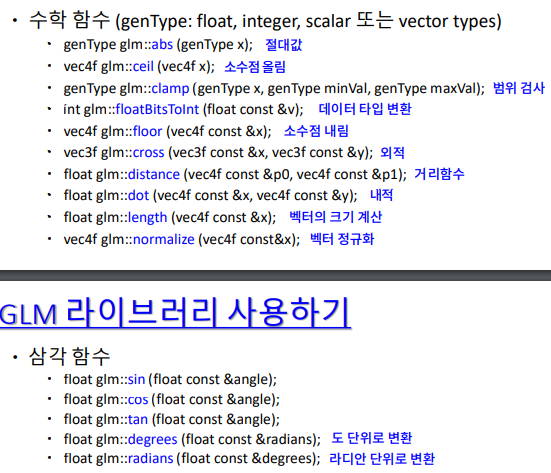 • 수학 함수 (genType: float, integer, scalar 또는 vector types)
• genType glm::abs (genType x); 절대값
• vec4f glm::ceil (vec4f x); 소수점올림
• genType glm::clamp (genType x, genType minVal, genType maxVal); 범위 검사
• int glm::floatBitsToInt (float const &v); 데이터 타입 변환
• vec4f glm::floor (vec4f const &x); 소수점 내림
• vec3f glm::cross (vec3f const &x, vec3f const &y); 외적
• float glm::distance (vec4f const &p0, vec4f const &p1); 거리함수
• float glm::dot (vec4f const &x, vec4f const &y); 내적
• float glm::length (vec4f const &x); 벡터의 크기 계산
• vec4f glm::normalize (vec4f const&x); 벡터 정규화
GLM 라이브러리 사용하기
• 삼각 함수
• float glm::sin (float const &angle);
• float glm::cos (float const &angle);
• float glm::tan (float const &angle);
• float glm::degrees (float const &radians); 도 단위로 변환
• float glm::radians (float const &degrees); 라디안 단위로 변환